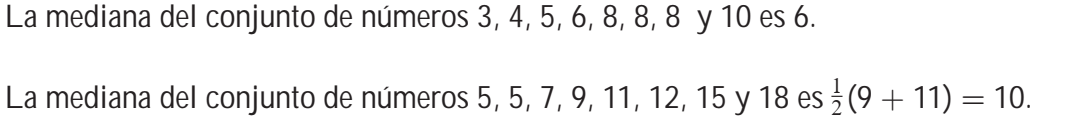 La mediana del conjunto de números 3, 4, 5, 6, 8, 8, 8 y 10 es 6.
La mediana del conjunto de números 5, 5, 7, 9, 11, 12, 15 y 18 es ½(9 + 11) = 10.